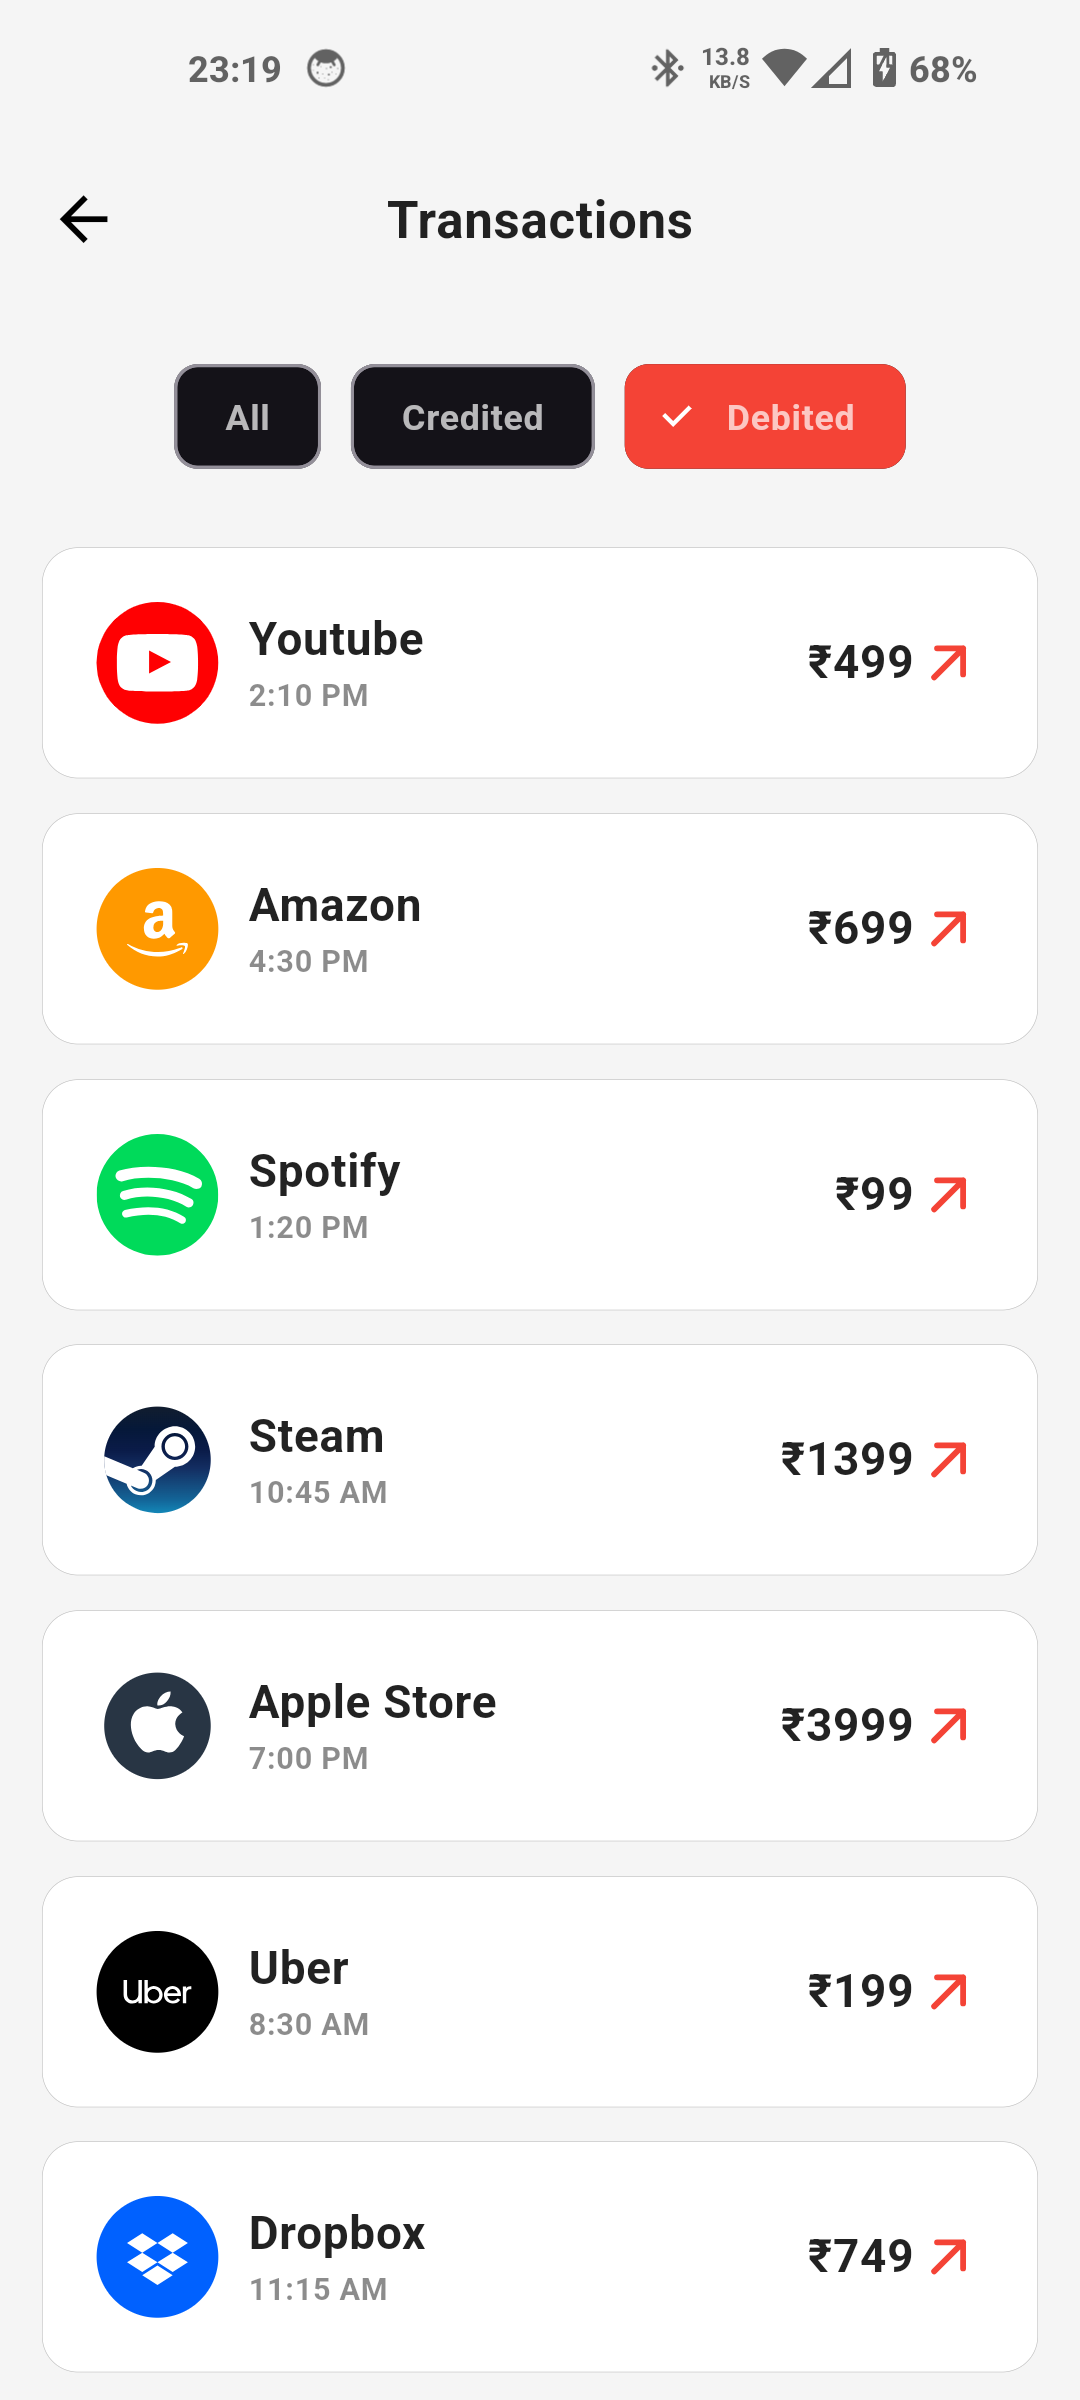 23:19 13.8 KB/S 68%
Transactions
All Credited Debited
Youtube
2:10 PM
₹499
a
Amazon
4:30 PM
₹699
Spotify
1:20 PM
₹99
Steam
10:45 AM
₹1399
Apple Store
7:00 PM
₹3999
Uber
Uber
8:30 AM
₹199
Dropbox
11:15 AM
₹749